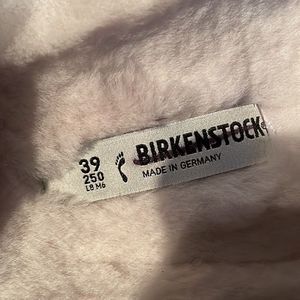 39
250
L8 M6
BIRKENSTOCK®
MADE IN GERMANY